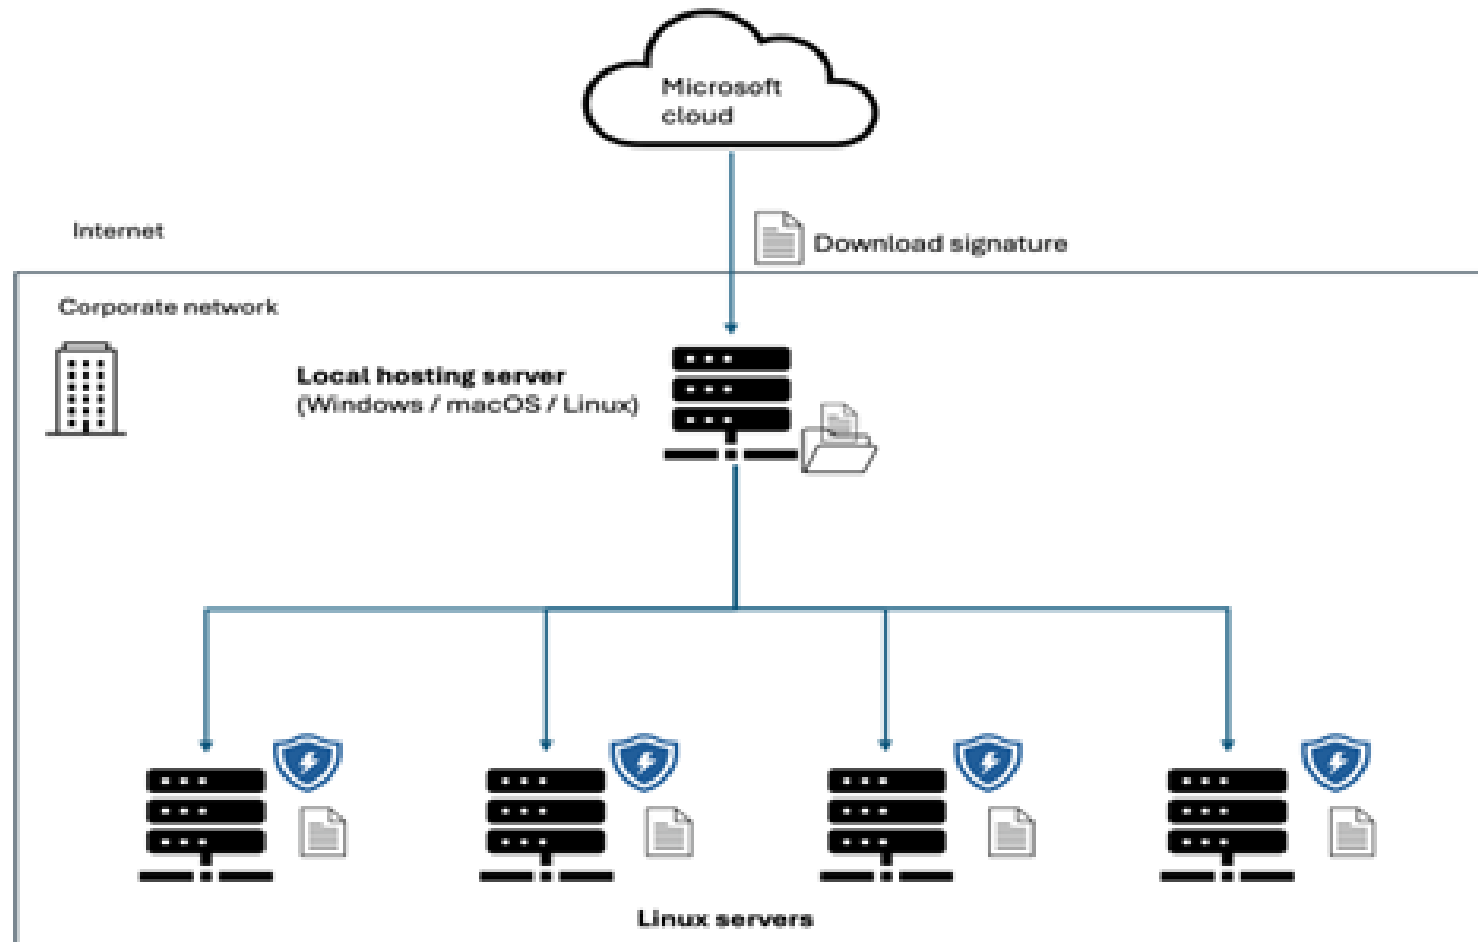 Microsoft
cloud
Internet
Download signature
Corporate network
Local hosting server
(Windows / macOS / Linux)
Linux servers